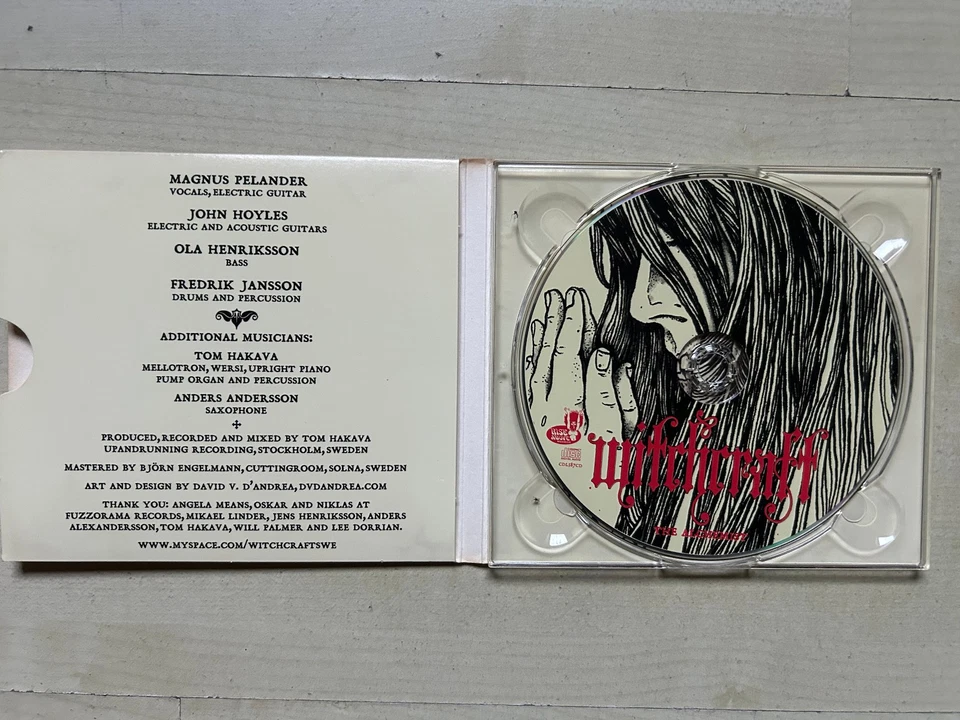 MAGNUS PELANDER
VOCALS, ELECTRIC GUITAR
JOHN HOYLES
ELECTRIC AND ACOUSTIC GUITARS
OLA HENRIKSSON
BASS
FREDRIK JANSSON
DRUMS AND PERCUSSION
ADDITIONAL MUSICIANS:
TOM HAKAVA
MELLOTRON, WERSI, UPRIGHT PIANO
PUMP ORGAN AND PERCUSSION
ANDERS ANDERSSON
SAXOPHONE
PRODUCED, RECORDED AND MIXED BY TOM HAKAVA
UPANDRUNNING RECORDING, STOCKHOLM, SWEDEN
MASTERED BY BJÖRN ENGELMANN, CUTTINGROOM, SOLNA, SWEDEN
ART AND DESIGN BY DAVID V. D'ANDREA, DVDANDREA.COM
THANK YOU: ANGELA MEANS, OSKAR AND NIKLAS AT
FUZZORAMA RECORDS, MIKAEL LINDER, JENS HENRIKSSON, ANDERS
ALEXANDERSSON, TOM HAKAVA, WILL PALMER AND LEE DORRIAN.
WWW.MYSPACE.COM/WITCHCRAFTSWE
RISE ABOVE
witchcraft
THE ALCHEMIST